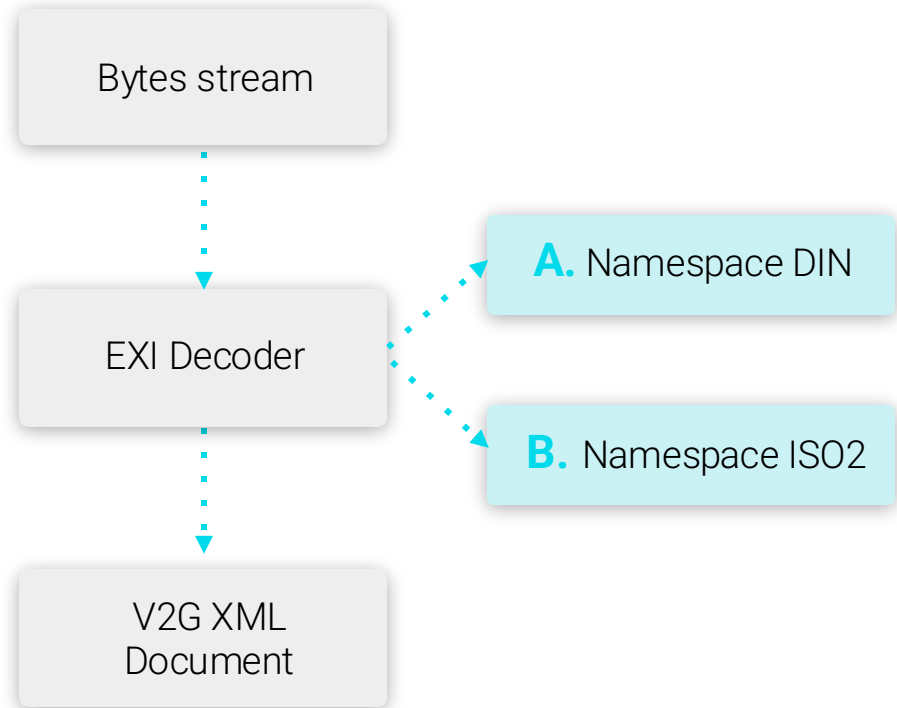 Bytes stream
A. Namespace DIN
EXI Decoder
B. Namespace ISO2
V2G XML
Document